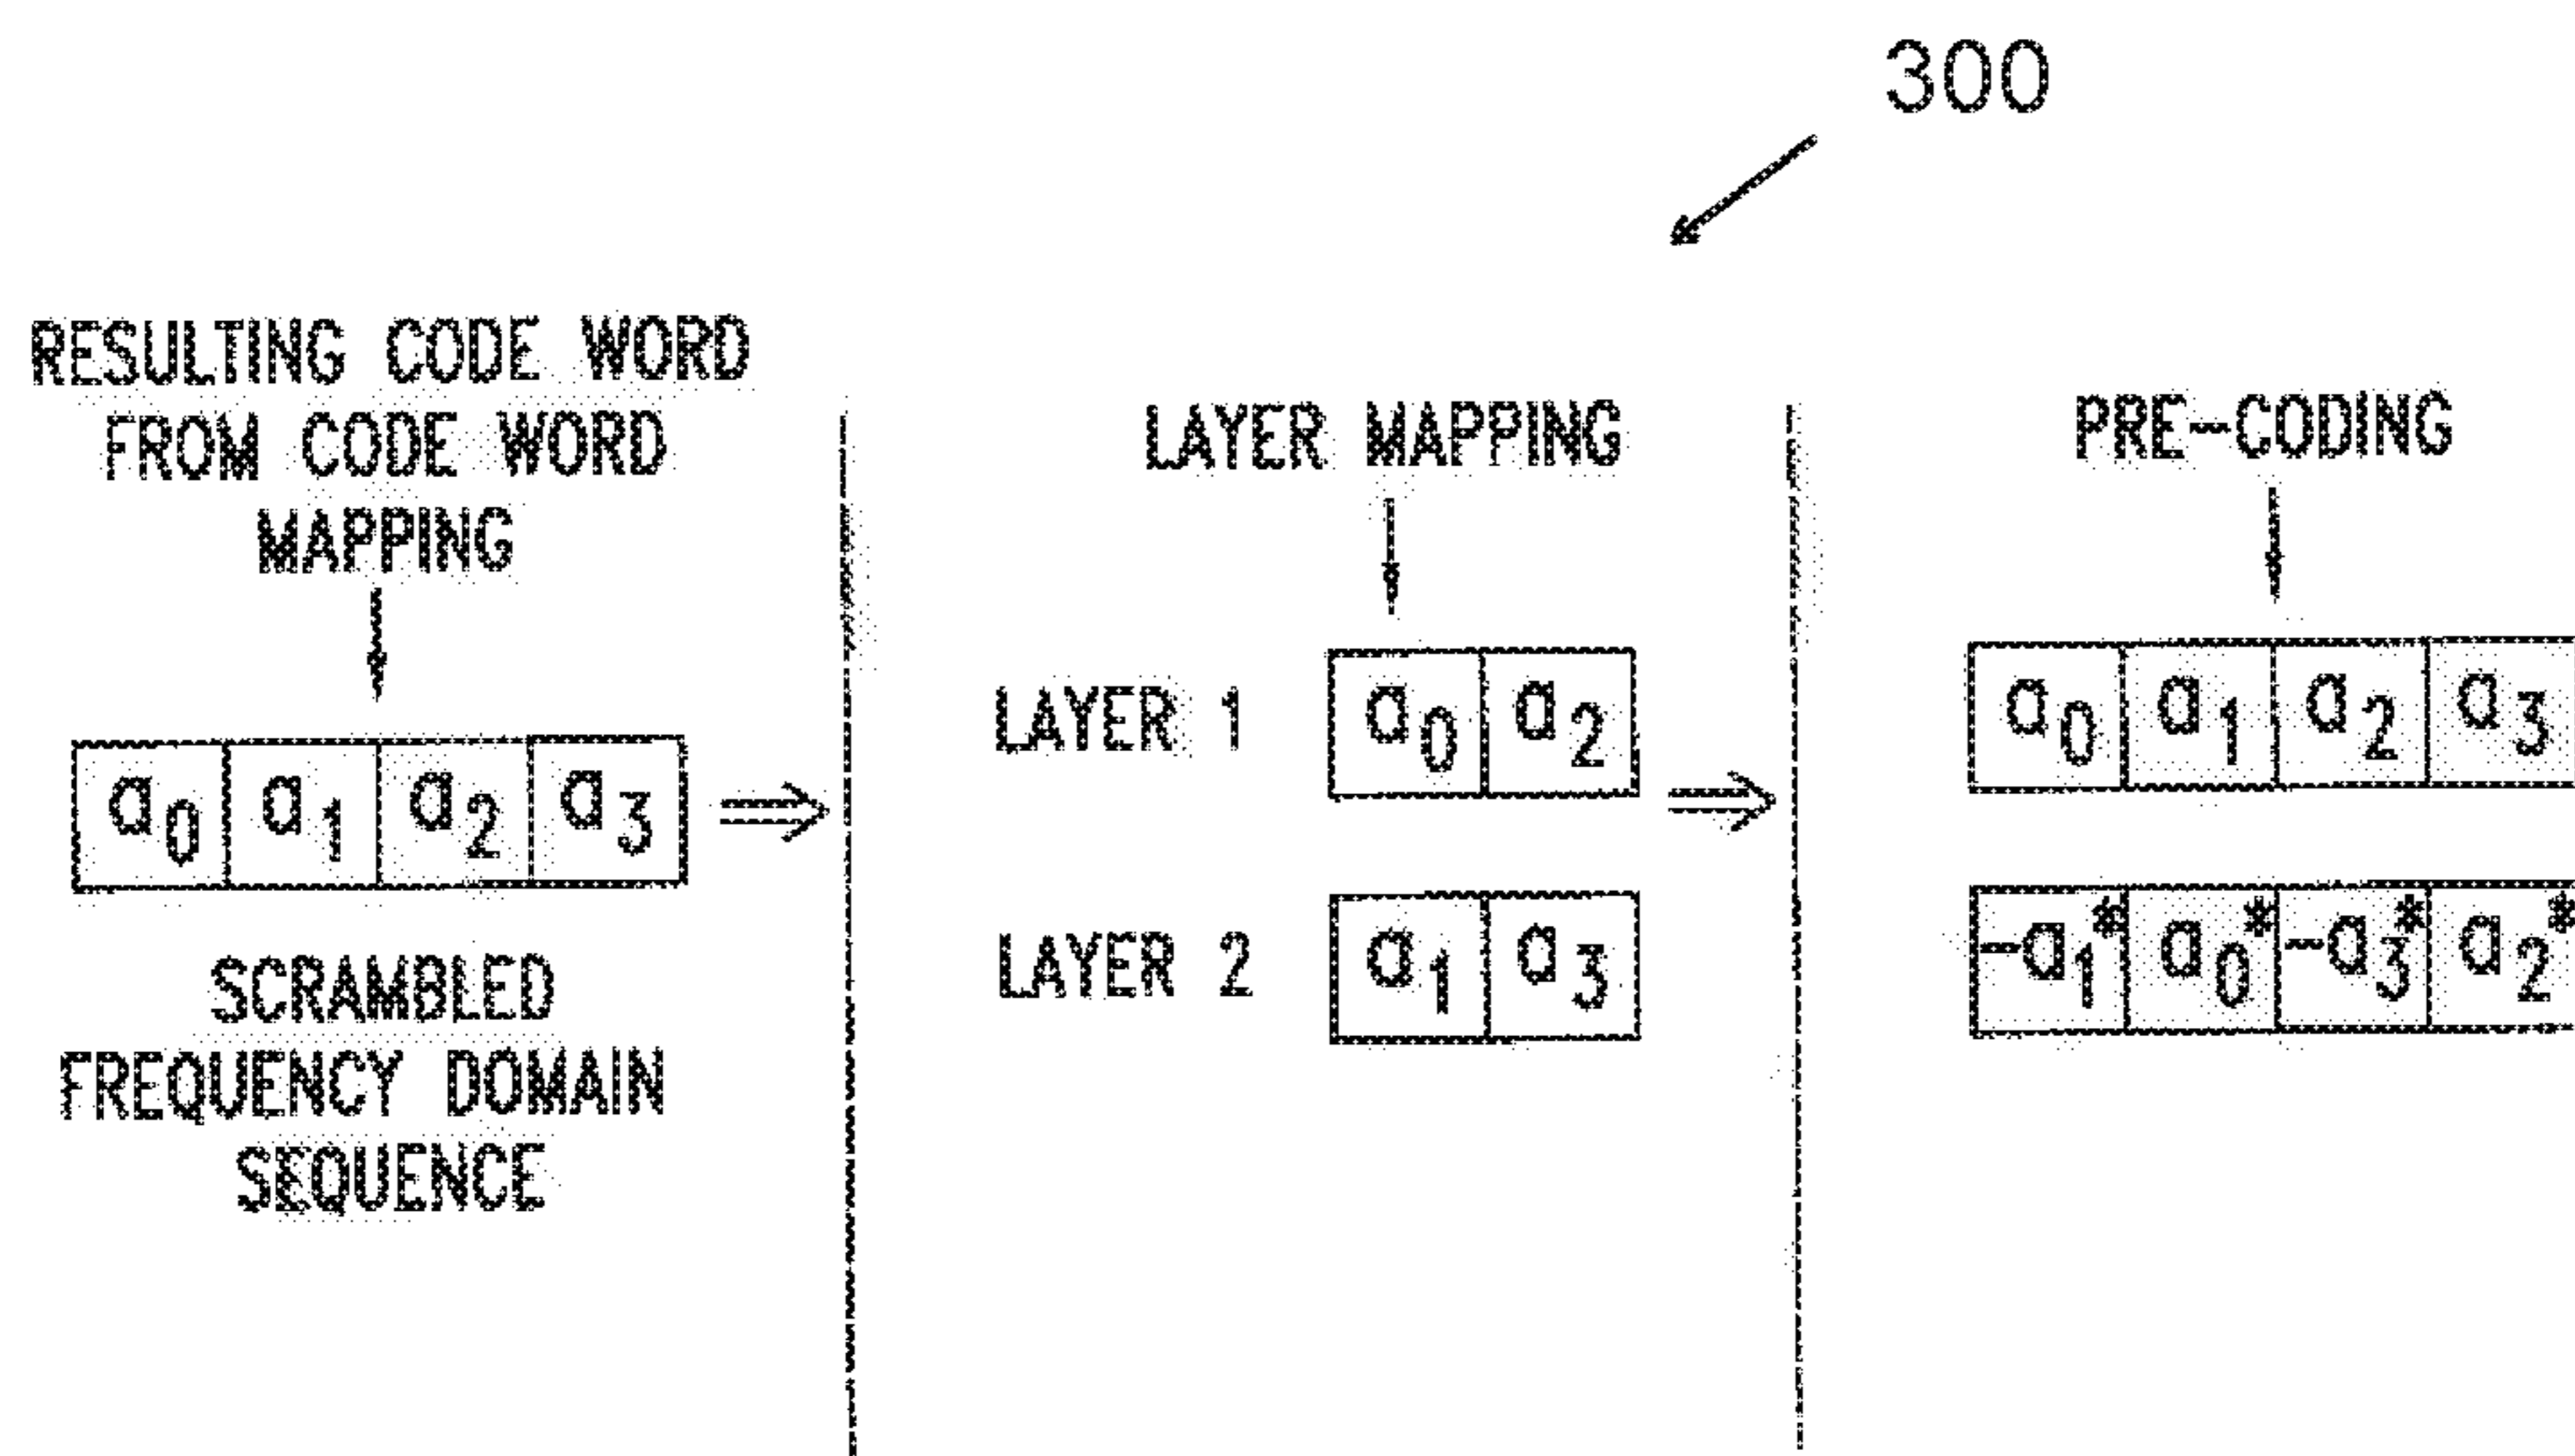 300
RESULTING CODE WORD
FROM CODE WORD
MAPPING
a₀ a₁ a₂ a₃
SCRAMBLED
FREQUENCY DOMAIN
SEQUENCE
LAYER MAPPING
LAYER 1 a₀ a₂
LAYER 2 a₁ a₃
PRE-CODING
a₀ a₁ a₂ a₃
-a₁* a₀* -a₃* a₂*